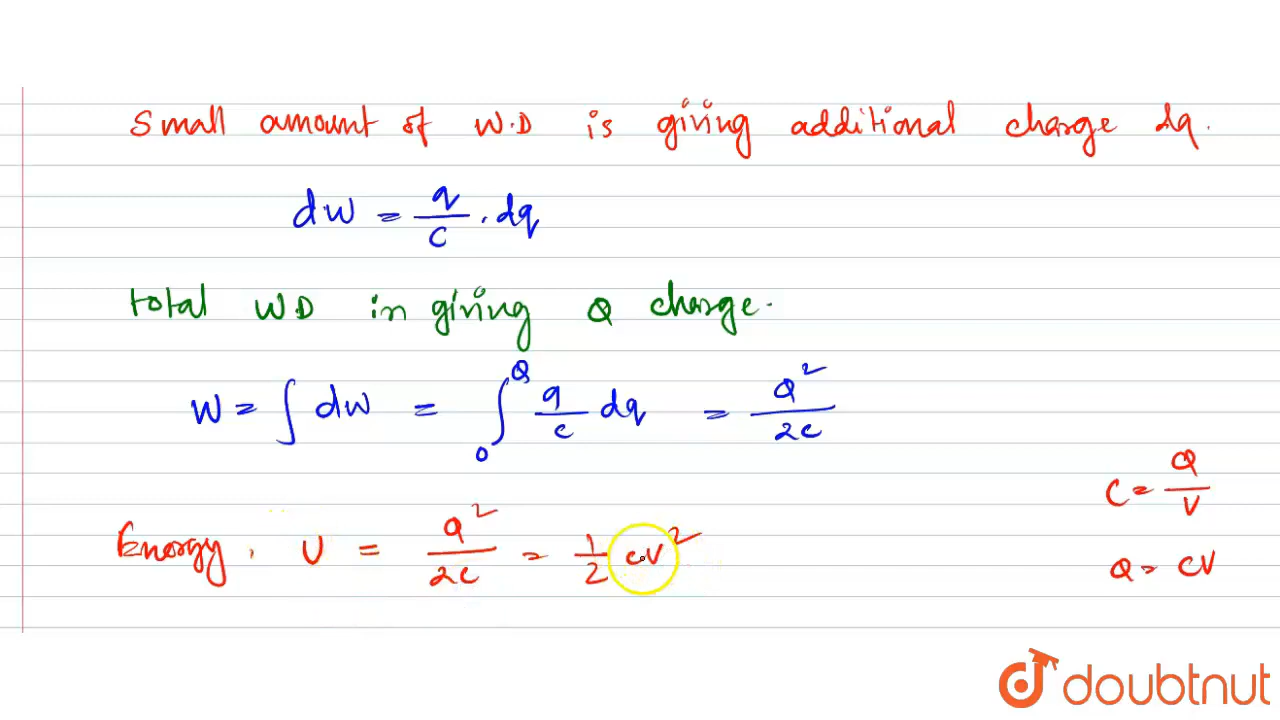 Small amount of W.D is giving additional charge dq.
dW = q/C . dq
total WD in giving Q charge.
W = ∫ dW = ∫₀^Q q/c dq = Q²/2C
C = Q/V
Energy, U = Q²/2C = 1/2 CV²
Q = CV
doubtnut